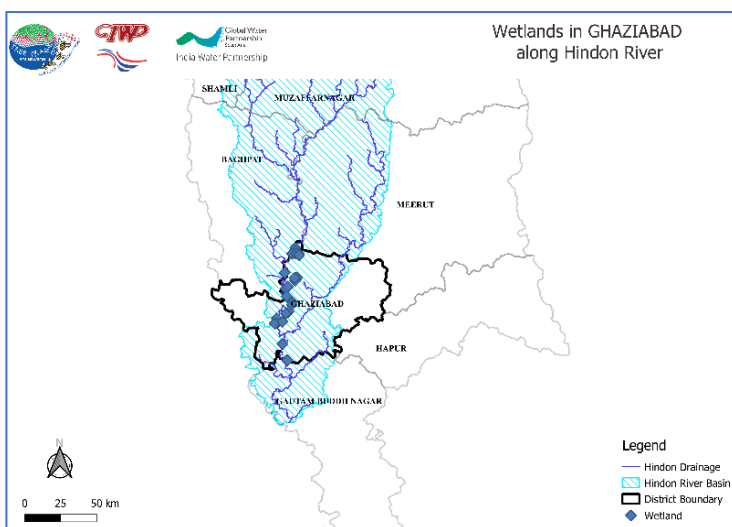 IWP
Global Water
Partnership
India Water Partnership
Wetlands in GHAZIABAD
along Hindon River
SHAMLI
MUZAFFARNAGAR
BAGHPAT
MEERUT
GHAZIABAD
HAPUR
GAUTAM BUDDH NAGAR
N
0 25 50 km
Legend
Hindon Drainage
Hindon River Basin
District Boundary
Wetland